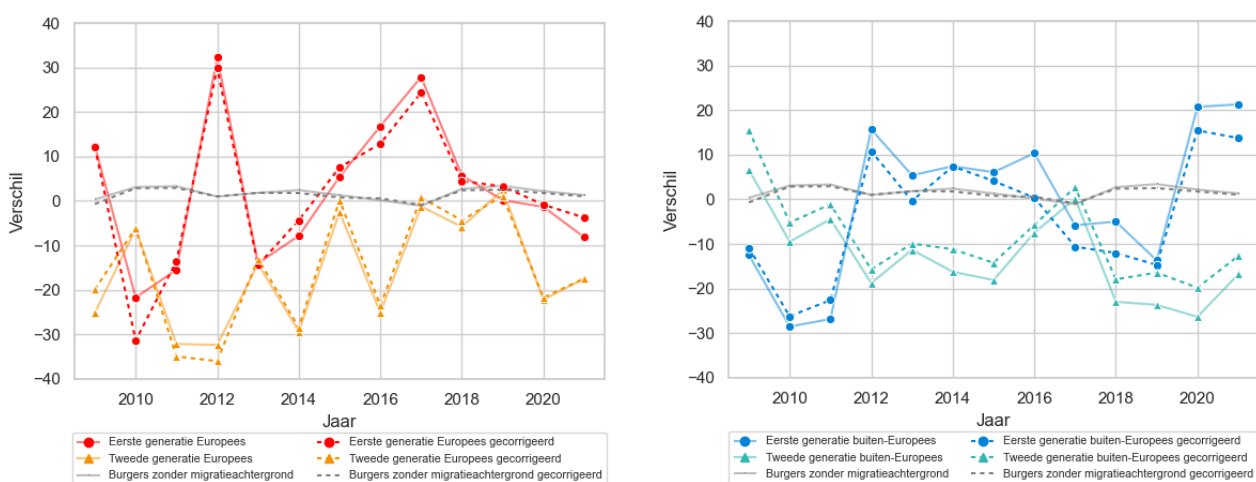 40
30
20
10
0
−10
−20
−30
−40
Verschil
2010 2012 2014 2016 2018 2020
Jaar
Eerste generatie Europees
Tweede generatie Europees
Burgers zonder migratieachtergrond
Eerste generatie Europees gecorrigeerd
Tweede generatie Europees gecorrigeerd
Burgers zonder migratieachtergrond gecorrigeerd
40
30
20
10
0
−10
−20
−30
−40
Verschil
2010 2012 2014 2016 2018 2020
Jaar
Eerste generatie buiten-Europees
Tweede generatie buiten-Europees
Burgers zonder migratieachtergrond
Eerste generatie buiten-Europees gecorrigeerd
Tweede generatie buiten-Europees gecorrigeerd
Burgers zonder migratieachtergrond gecorrigeerd